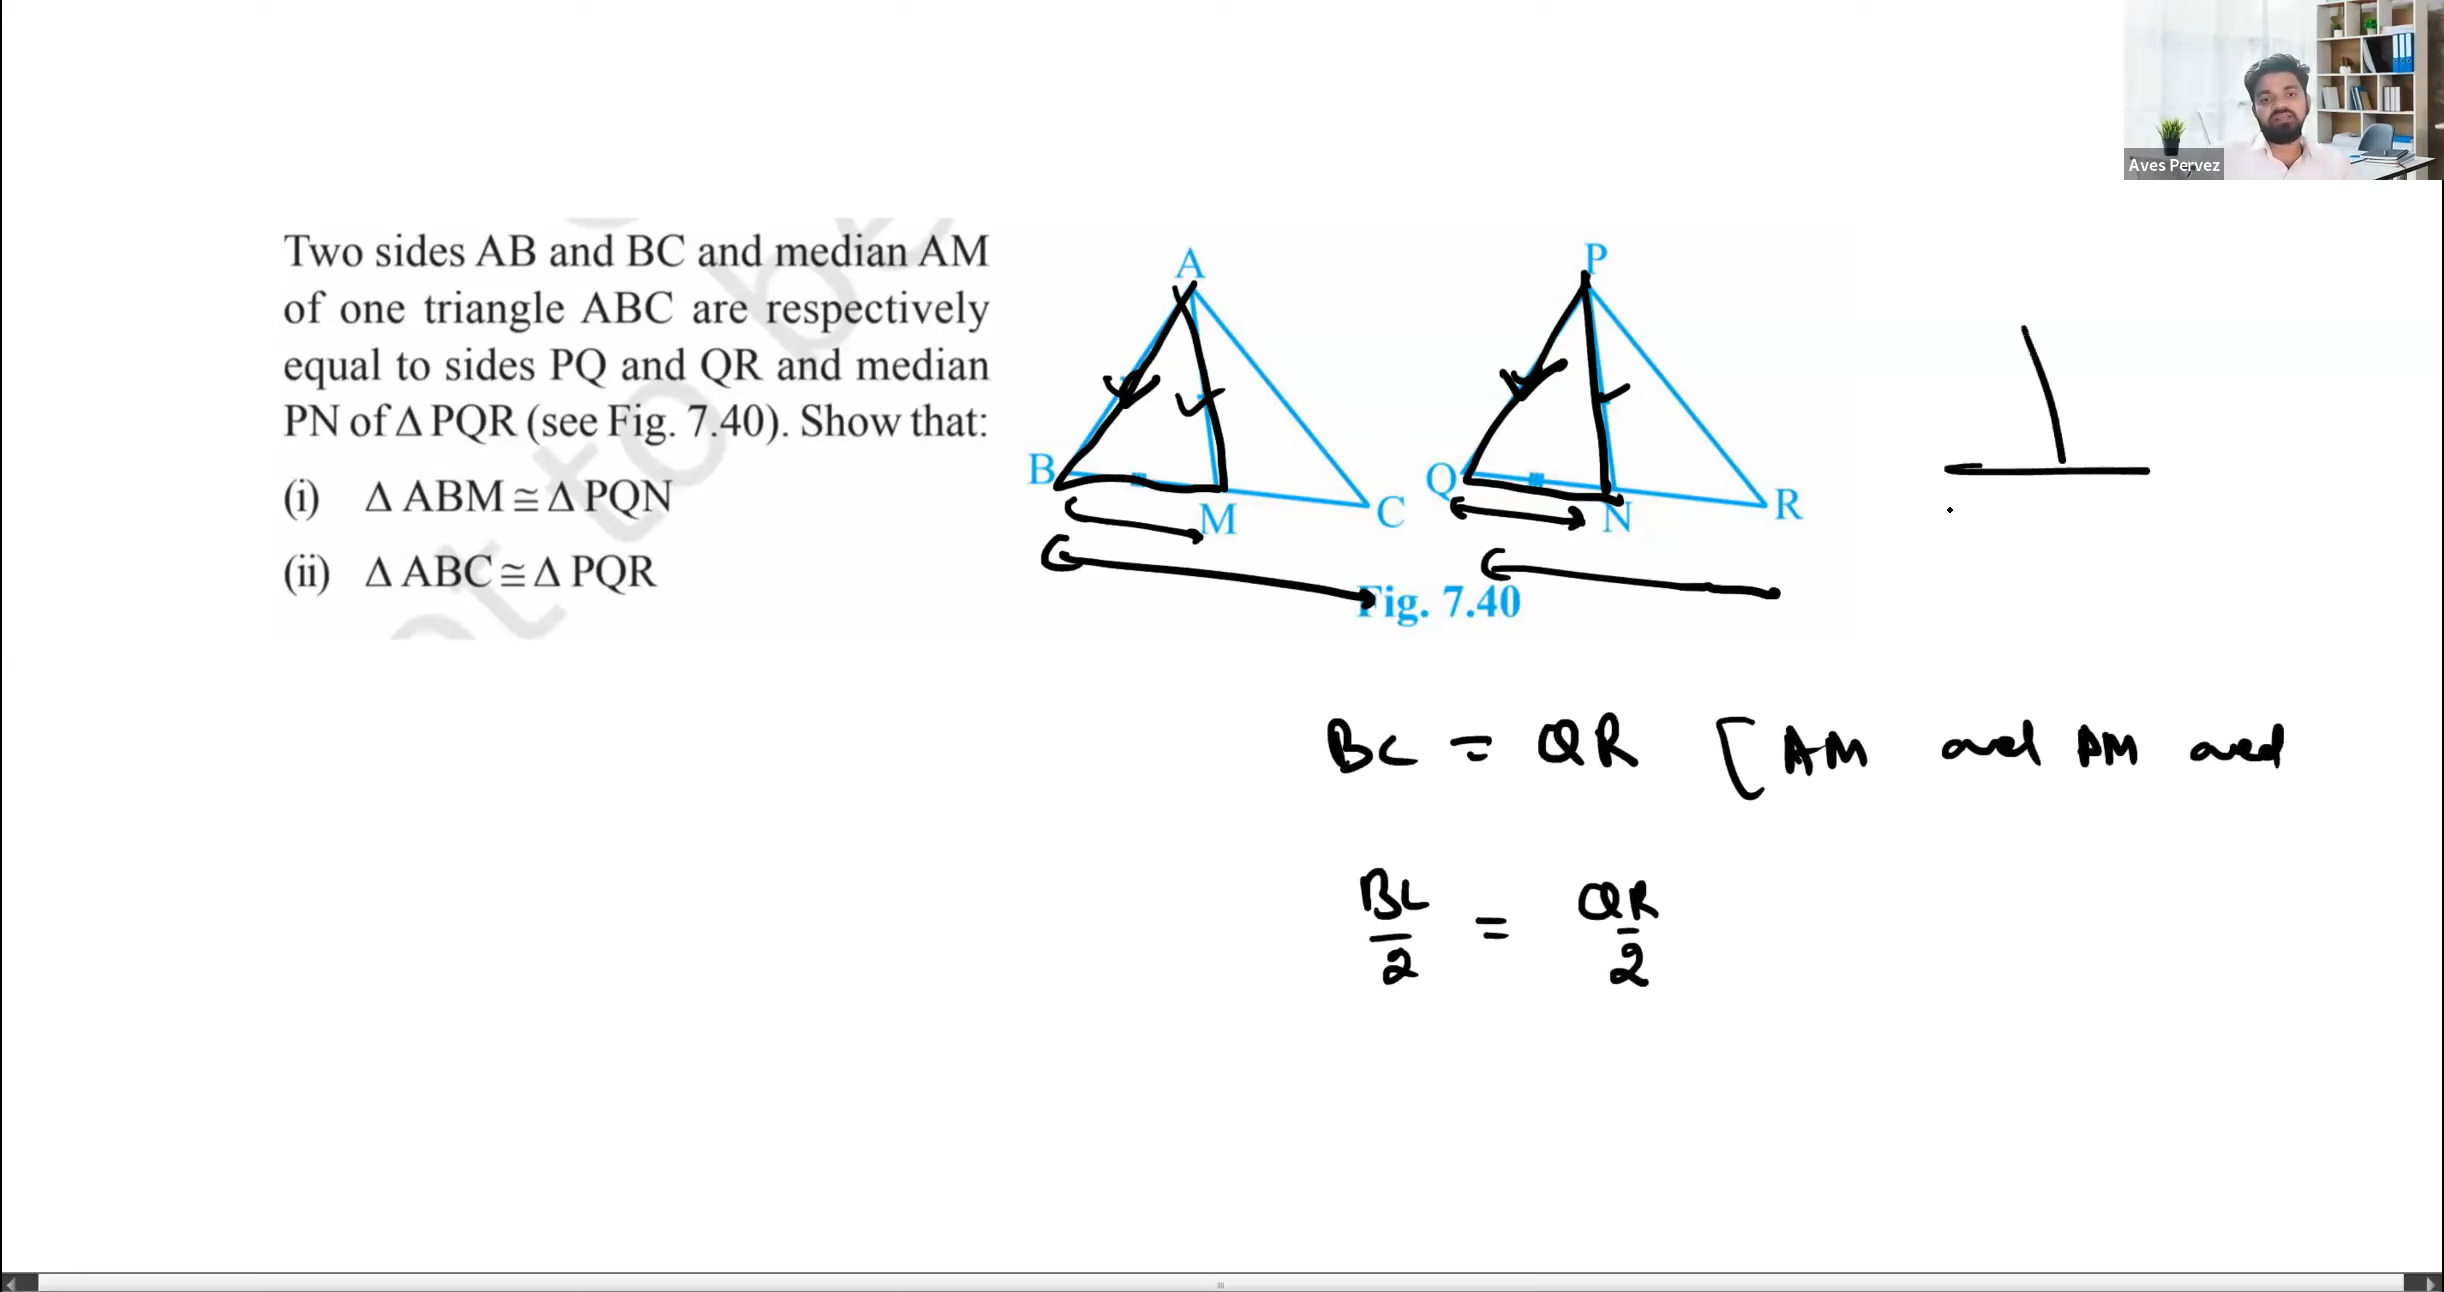 Aves Pervez
Two sides AB and BC and median AM
of one triangle ABC are respectively
equal to sides PQ and QR and median
PN of Δ PQR (see Fig. 7.40). Show that:
(i) Δ ABM ≅ Δ PQN
(ii) Δ ABC ≅ Δ PQR
A
B
M
C
P
Q
N
R
Fig. 7.40
BC = QR [AM and PM and
BC/2 = QR/2